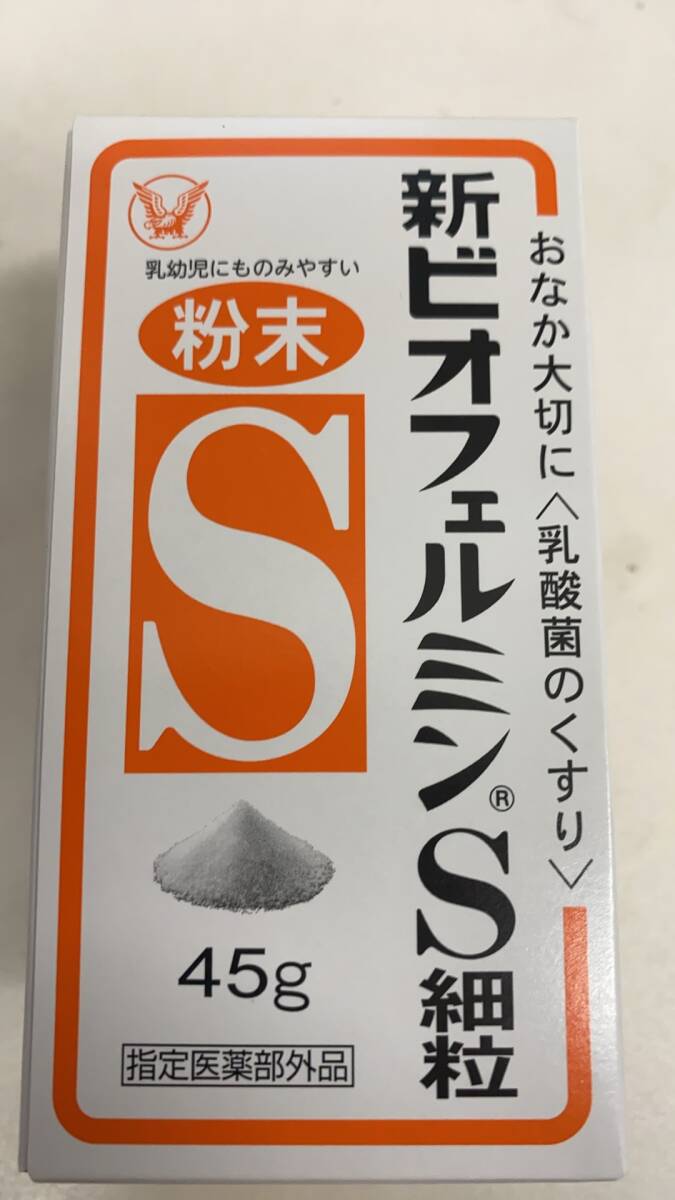 おなか大切に〈乳酸菌のくすり〉
新ビオフェルミン®S細粒
乳幼児にものみやすい
粉末
S
45g
指定医薬部外品